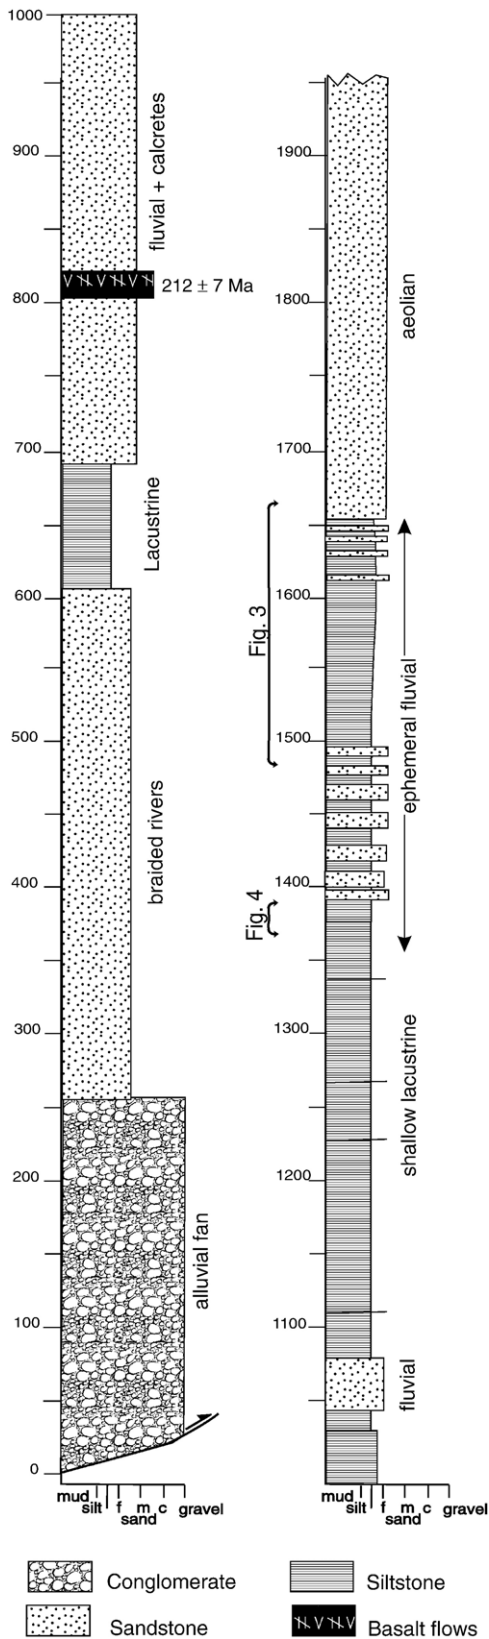 1000
900
800
700
600
500
400
300
200
100
0
fluvial + calcretes
212 ± 7 Ma
Lacustrine
braided rivers
alluvial fan
mud
silt
f
m
c
gravel
sand
1900
1800
1700
1600
1500
1400
1300
1200
1100
aeolian
Fig. 3
ephemeral fluvial
Fig. 4
shallow lacustrine
fluvial
mud
silt
f
m
c
gravel
sand
Conglomerate
Siltstone
Sandstone
Basalt flows